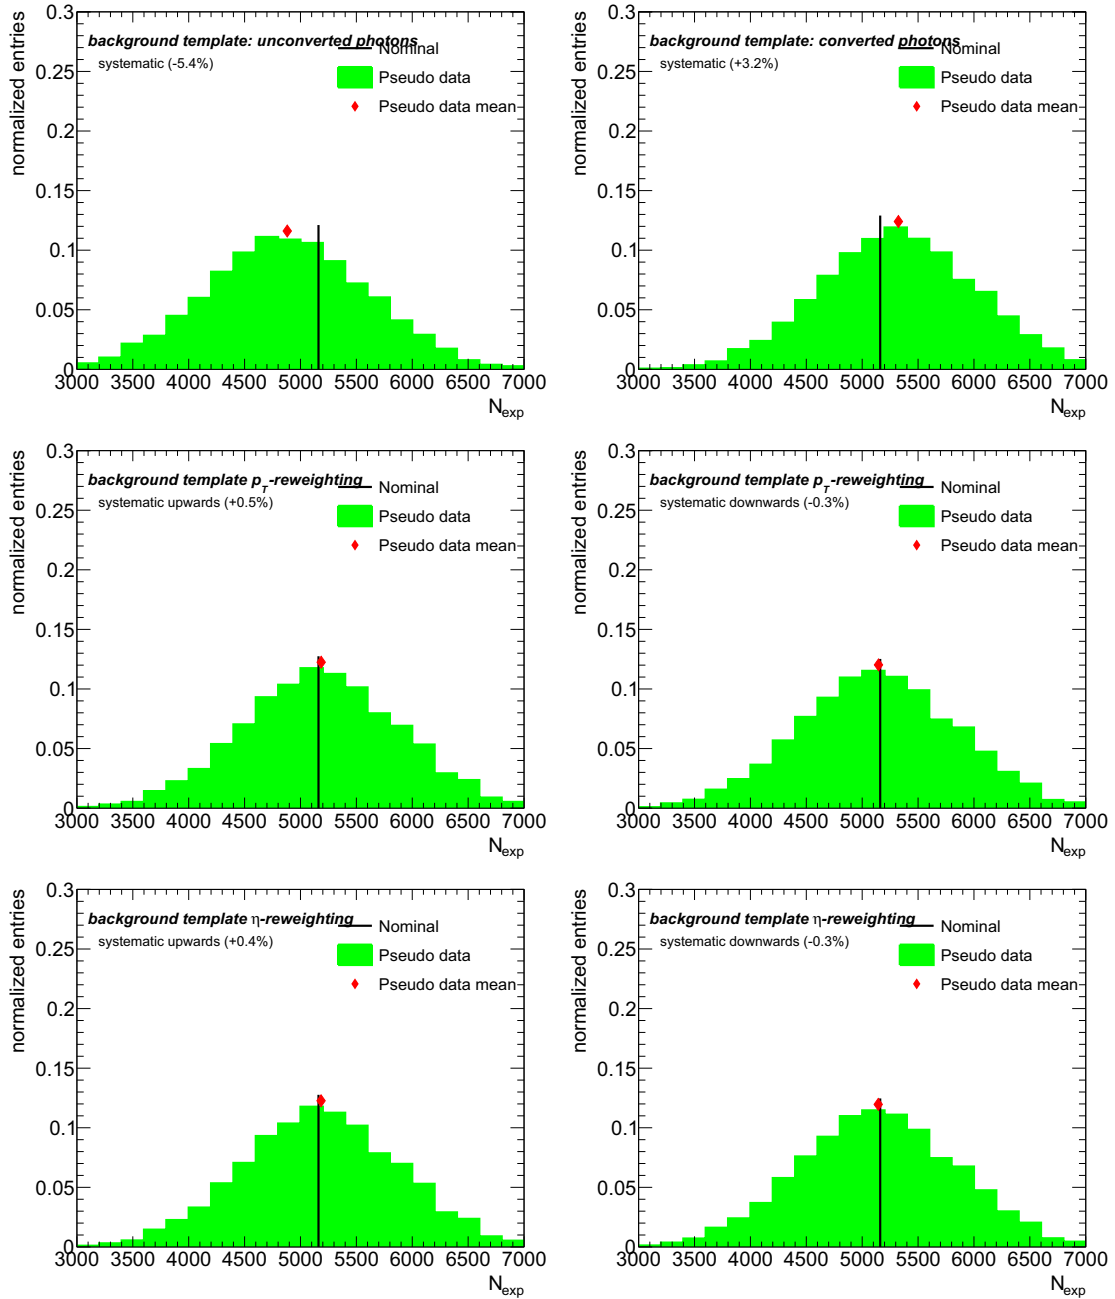 normalized entries
0.3
0.25
0.2
0.15
0.1
0.05
0
background template: unconverted photons
systematic (-5.4%)
Nominal
Pseudo data
Pseudo data mean
3000 3500 4000 4500 5000 5500 6000 6500 7000
N_exp
normalized entries
0.3
0.25
0.2
0.15
0.1
0.05
0
background template: converted photons
systematic (+3.2%)
Nominal
Pseudo data
Pseudo data mean
3000 3500 4000 4500 5000 5500 6000 6500 7000
N_exp
normalized entries
0.3
0.25
0.2
0.15
0.1
0.05
0
background template p_T-reweighting
systematic upwards (+0.5%)
Nominal
Pseudo data
Pseudo data mean
3000 3500 4000 4500 5000 5500 6000 6500 7000
N_exp
normalized entries
0.3
0.25
0.2
0.15
0.1
0.05
0
background template p_T-reweighting
systematic downwards (-0.3%)
Nominal
Pseudo data
Pseudo data mean
3000 3500 4000 4500 5000 5500 6000 6500 7000
N_exp
normalized entries
0.3
0.25
0.2
0.15
0.1
0.05
0
background template η-reweighting
systematic upwards (+0.4%)
Nominal
Pseudo data
Pseudo data mean
3000 3500 4000 4500 5000 5500 6000 6500 7000
N_exp
normalized entries
0.3
0.25
0.2
0.15
0.1
0.05
0
background template η-reweighting
systematic downwards (-0.3%)
Nominal
Pseudo data
Pseudo data mean
3000 3500 4000 4500 5000 5500 6000 6500 7000
N_exp